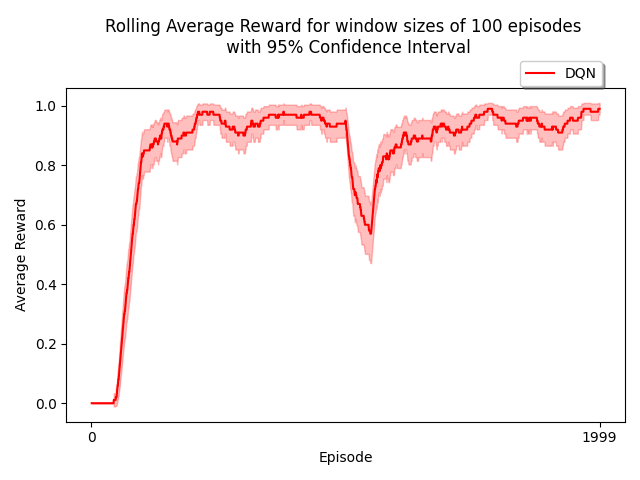 Rolling Average Reward for window sizes of 100 episodes
with 95% Confidence Interval
DQN
1.0
0.8
0.6
0.4
0.2
0.0
Average Reward
0
1999
Episode